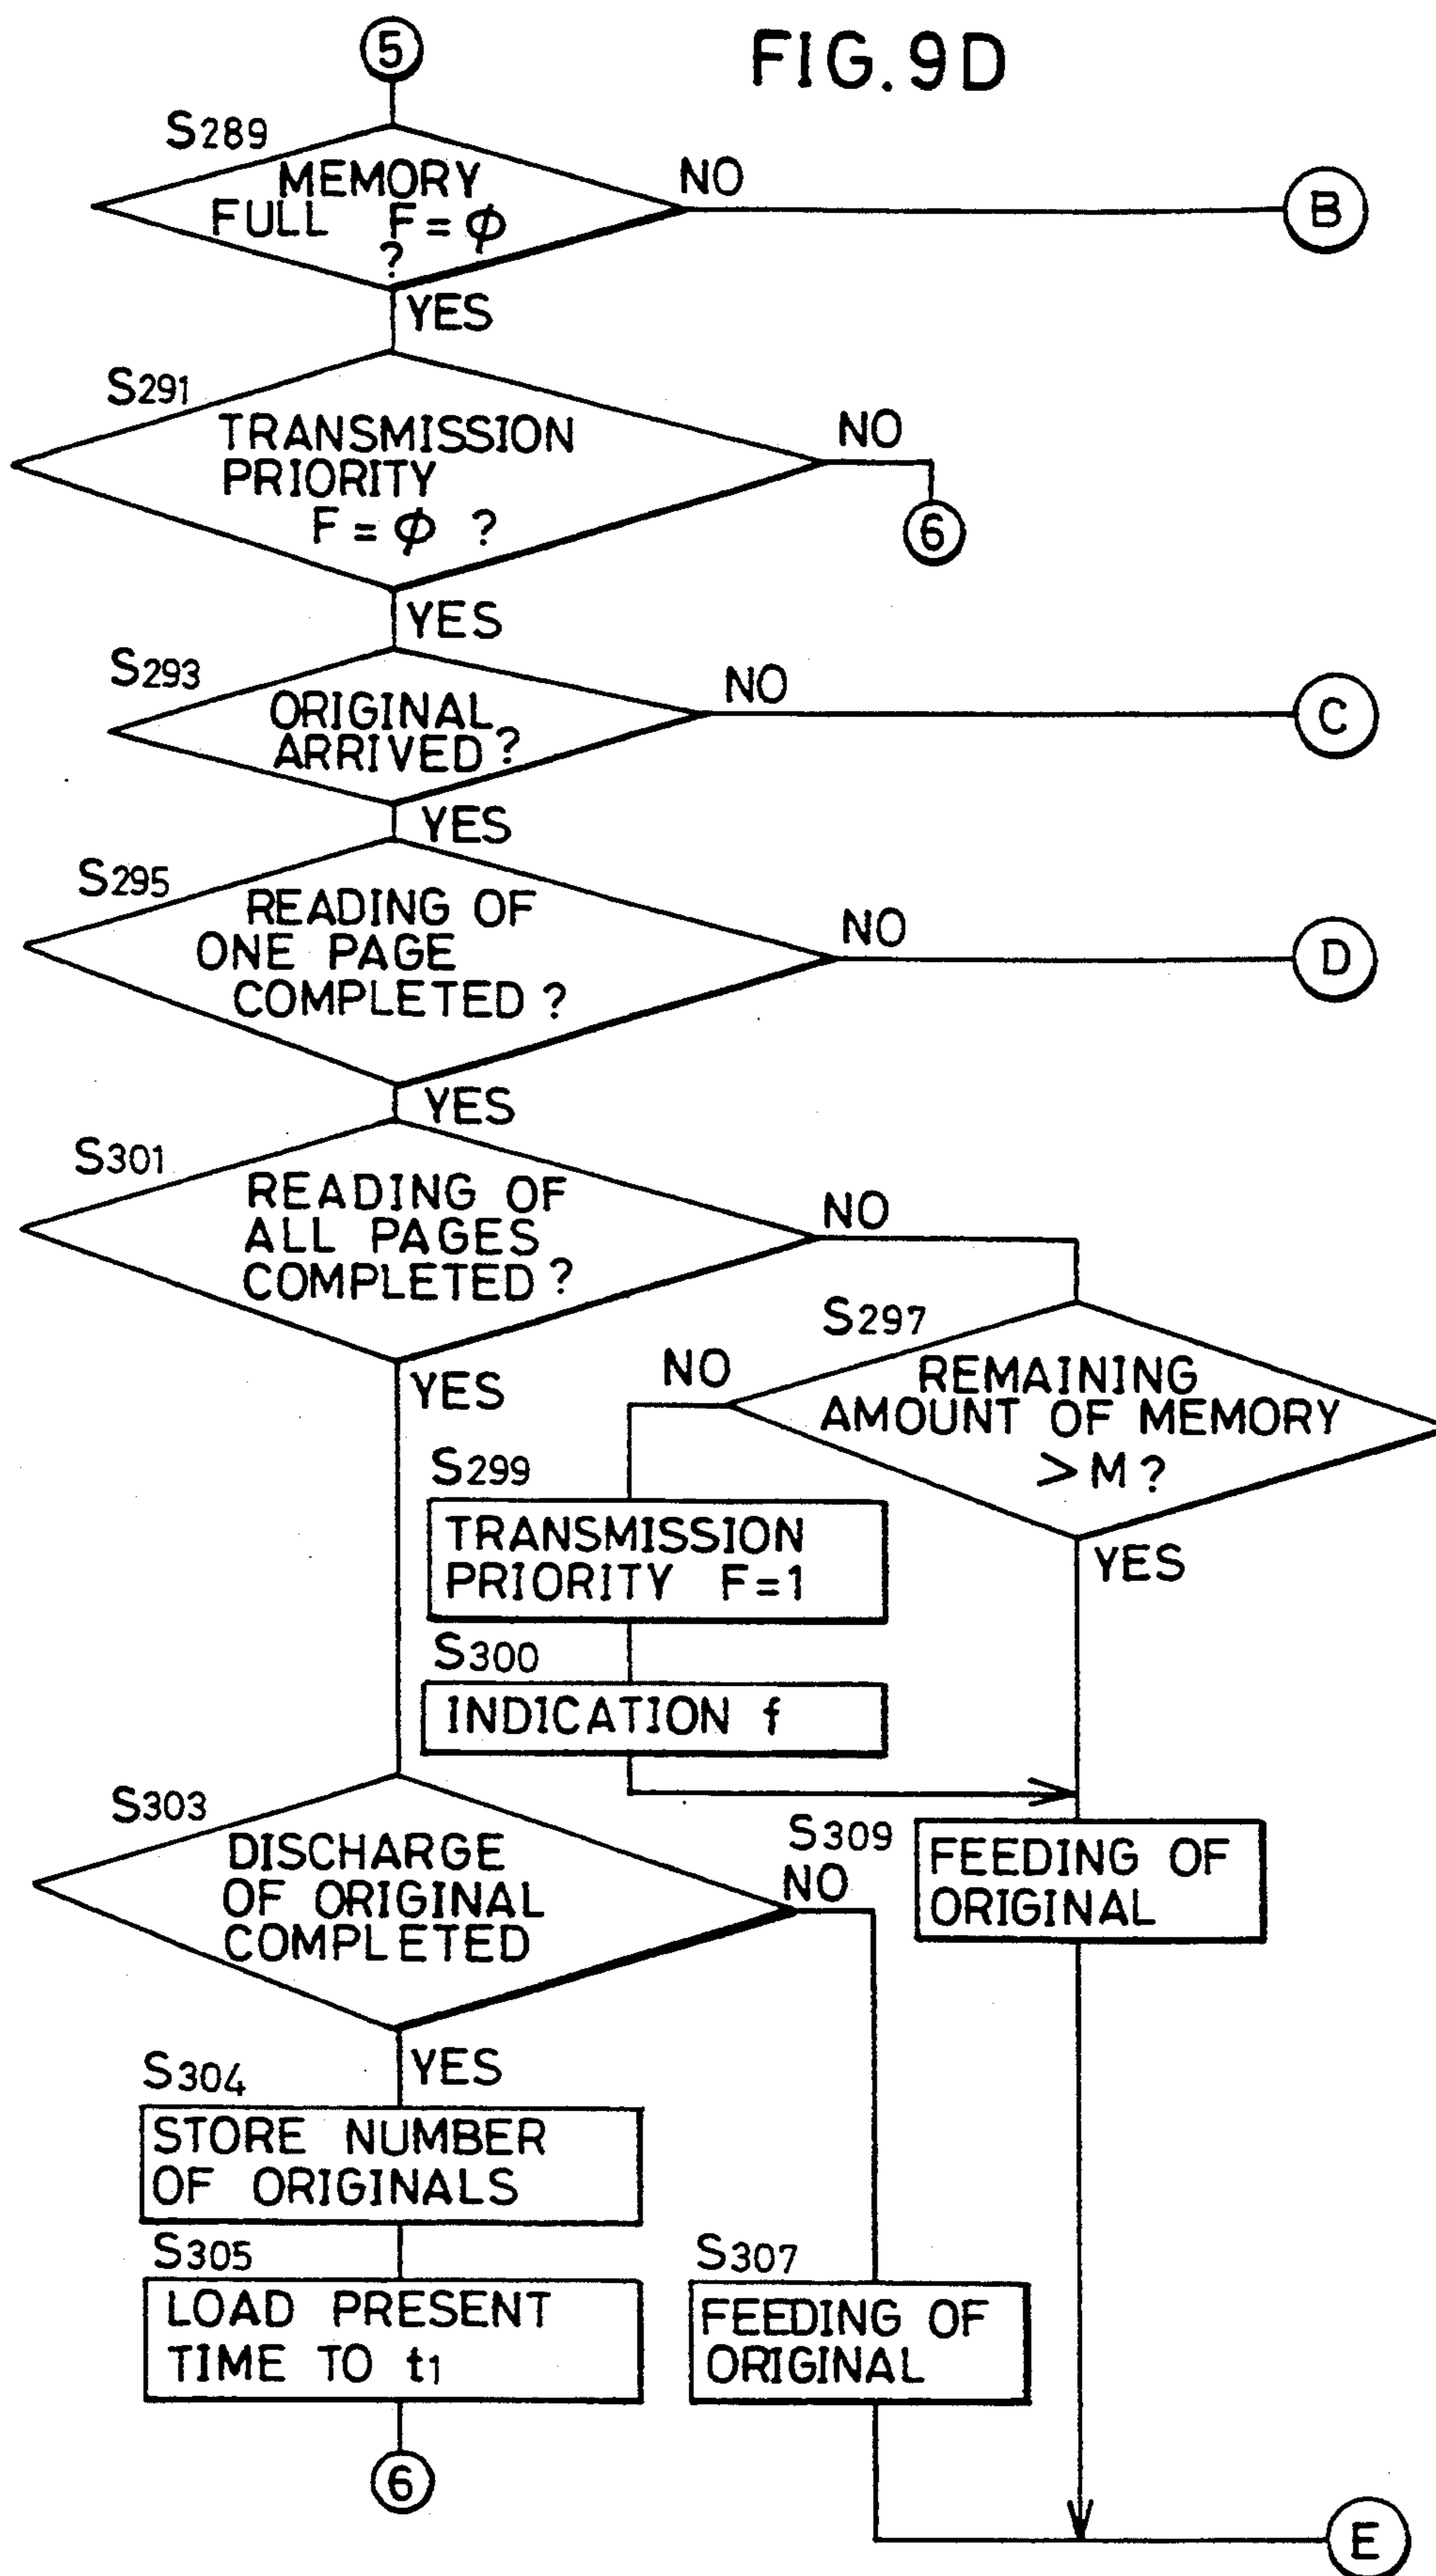 FIG. 9D
5
S289
MEMORY
FULL F=φ
?
NO
B
YES
S291
TRANSMISSION
PRIORITY
F=φ ?
NO
6
YES
S293
ORIGINAL
ARRIVED?
NO
C
YES
S295
READING OF
ONE PAGE
COMPLETED?
NO
D
YES
S301
READING OF
ALL PAGES
COMPLETED?
NO
YES
S297
REMAINING
AMOUNT OF MEMORY
>M?
NO
YES
S299
TRANSMISSION
PRIORITY F=1
S300
INDICATION f
S309
FEEDING OF
ORIGINAL
S303
DISCHARGE
OF ORIGINAL
COMPLETED
NO
YES
S304
STORE NUMBER
OF ORIGINALS
S305
LOAD PRESENT
TIME TO t1
6
S307
FEEDING OF
ORIGINAL
E